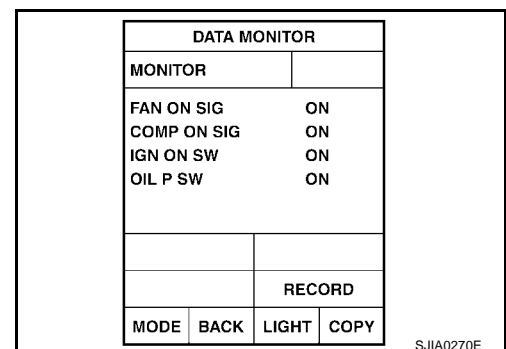 DATA MONITOR
MONITOR
FAN ON SIG ON
COMP ON SIG ON
IGN ON SW ON
OIL P SW ON
RECORD
MODE BACK LIGHT COPY
SJIA0270E